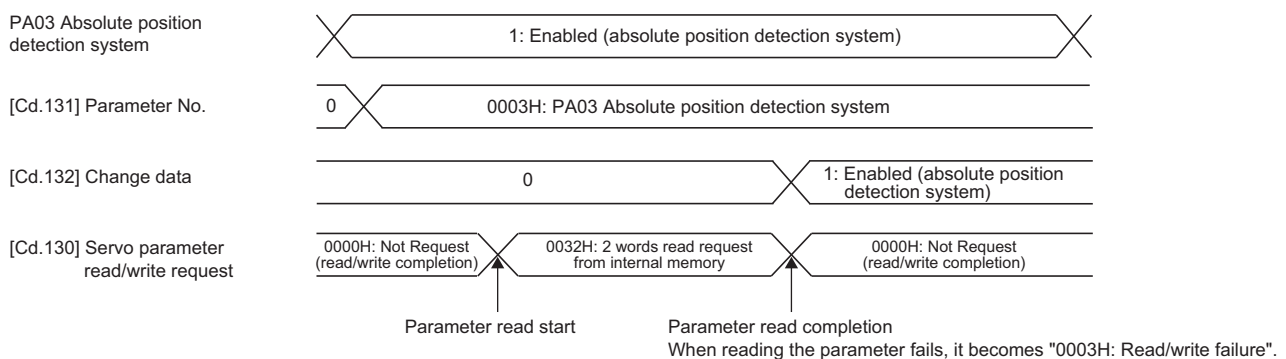 PA03 Absolute position
detection system
1: Enabled (absolute position detection system)
[Cd.131] Parameter No.
0
0003H: PA03 Absolute position detection system
[Cd.132] Change data
0
1: Enabled (absolute position
detection system)
[Cd.130] Servo parameter
read/write request
0000H: Not Request
(read/write completion)
0032H: 2 words read request
from internal memory
0000H: Not Request
(read/write completion)
Parameter read start
Parameter read completion
When reading the parameter fails, it becomes "0003H: Read/write failure".